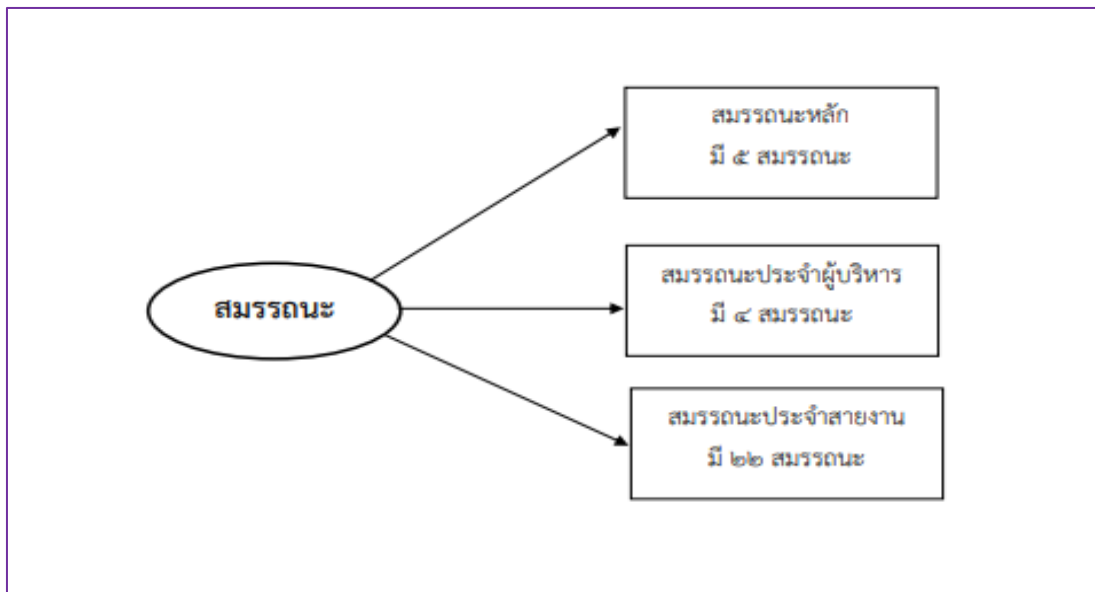 สมรรถนะหลัก
มี ๕ สมรรถนะ
สมรรถนะ
สมรรถนะประจำผู้บริหาร
มี ๔ สมรรถนะ
สมรรถนะประจำสายงาน
มี ๒๒ สมรรถนะ